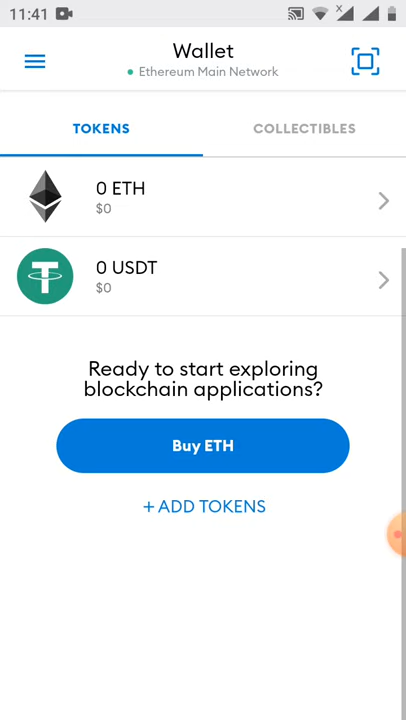 11:41
Wallet
Ethereum Main Network
TOKENS
COLLECTIBLES
0 ETH
$0
0 USDT
$0
Ready to start exploring
blockchain applications?
Buy ETH
+ ADD TOKENS